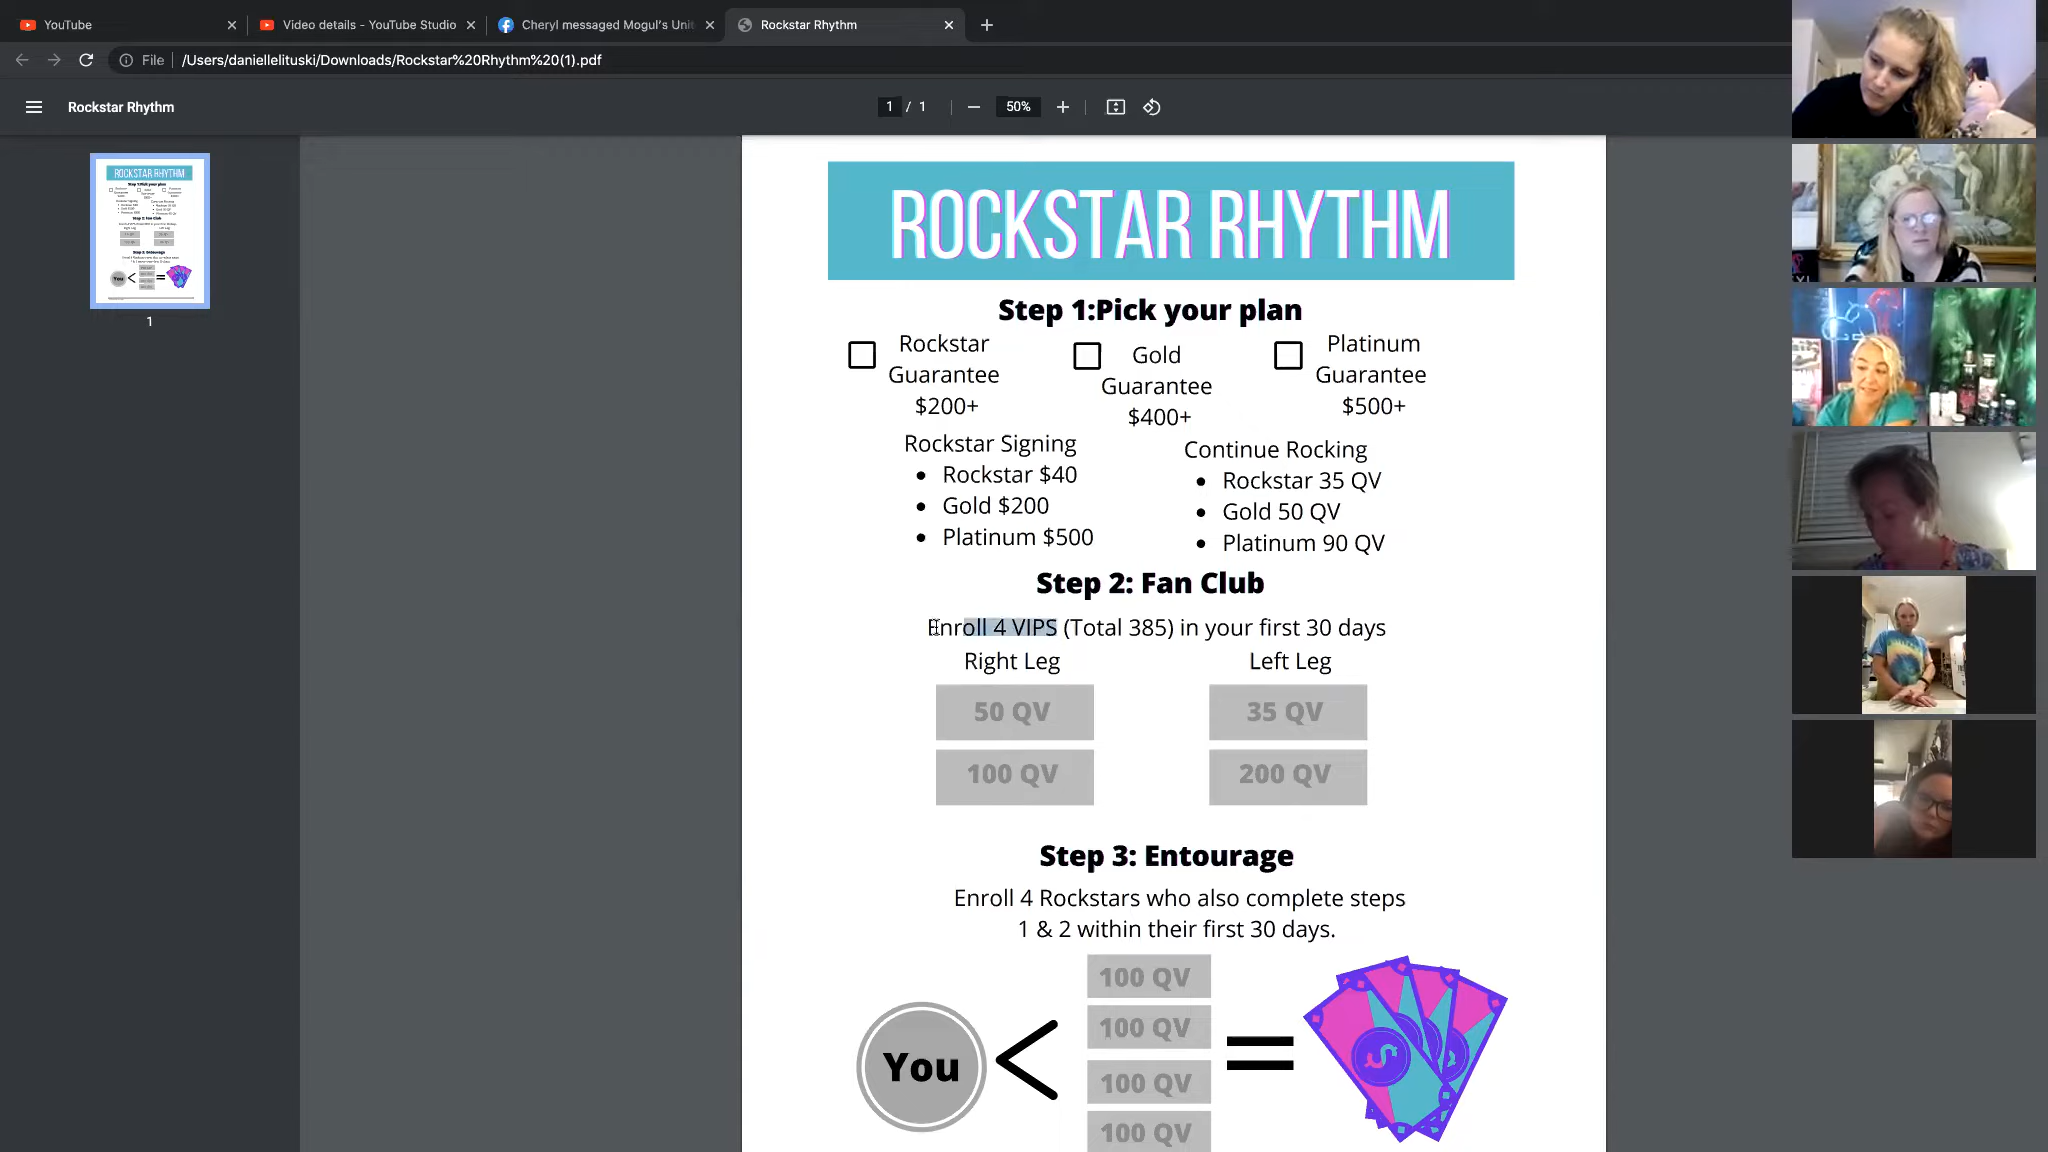 YouTube
Video details - YouTube Studio
Cheryl messaged Mogul's Unit
Rockstar Rhythm
File
/Users/daniellelituski/Downloads/Rockstar%20Rhythm%20(1).pdf
Rockstar Rhythm
1 / 1
50%
1
ROCKSTAR RHYTHM
Step 1:Pick your plan
Rockstar Guarantee $200+
Gold Guarantee $400+
Platinum Guarantee $500+
Rockstar Signing
• Rockstar $40
• Gold $200
• Platinum $500
Continue Rocking
• Rockstar 35 QV
• Gold 50 QV
• Platinum 90 QV
Step 2: Fan Club
Enroll 4 VIPS (Total 385) in your first 30 days
Right Leg Left Leg
50 QV 35 QV
100 QV 200 QV
Step 3: Entourage
Enroll 4 Rockstars who also complete steps
1 & 2 within their first 30 days.
You < = 
100 QV
100 QV
100 QV
100 QV